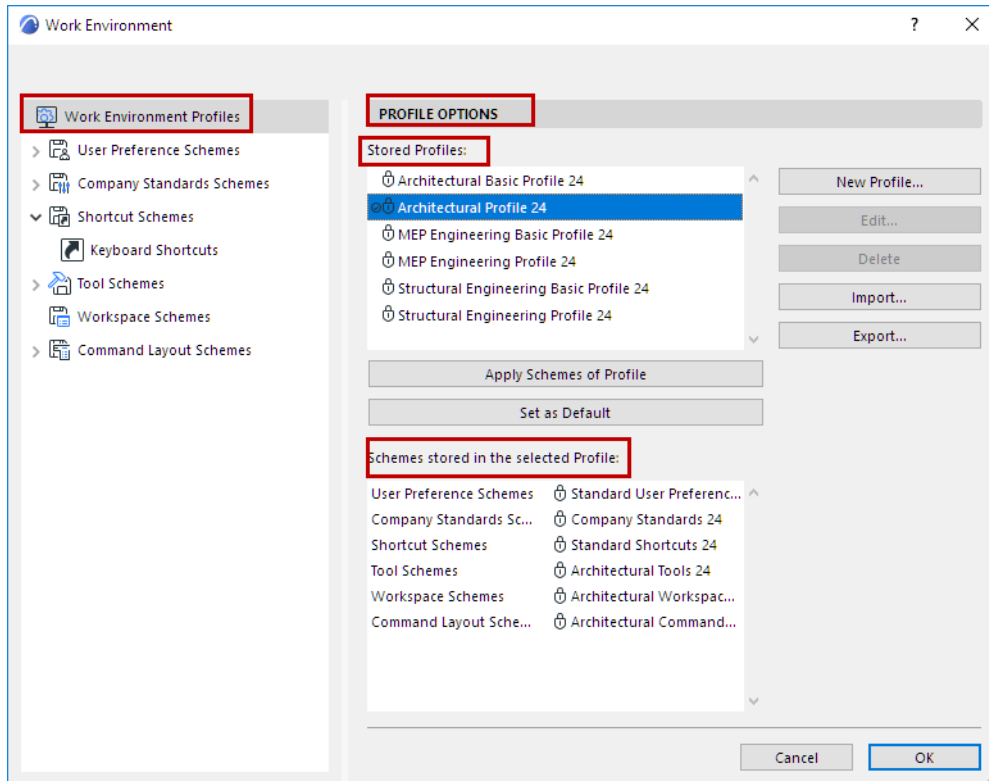 Work Environment
?
Work Environment Profiles
User Preference Schemes
Company Standards Schemes
Shortcut Schemes
Keyboard Shortcuts
Tool Schemes
Workspace Schemes
Command Layout Schemes
PROFILE OPTIONS
Stored Profiles:
Architectural Basic Profile 24
Architectural Profile 24
MEP Engineering Basic Profile 24
MEP Engineering Profile 24
Structural Engineering Basic Profile 24
Structural Engineering Profile 24
New Profile...
Edit...
Delete
Import...
Export...
Apply Schemes of Profile
Set as Default
Schemes stored in the selected Profile:
User Preference Schemes Standard User Preferenc...
Company Standards Sc... Company Standards 24
Shortcut Schemes Standard Shortcuts 24
Tool Schemes Architectural Tools 24
Workspace Schemes Architectural Workspac...
Command Layout Sche... Architectural Command...
Cancel OK